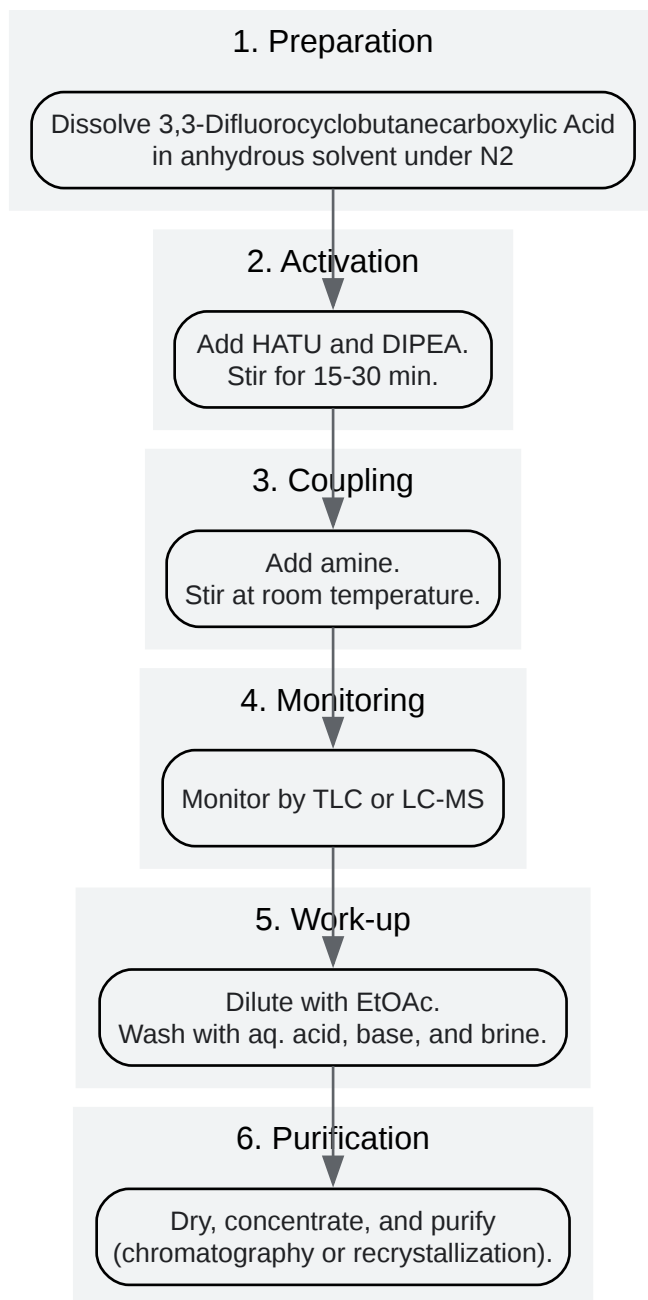 1. Preparation
Dissolve 3,3-Difluorocyclobutanecarboxylic Acid
in anhydrous solvent under N2
2. Activation
Add HATU and DIPEA.
Stir for 15-30 min.
3. Coupling
Add amine.
Stir at room temperature.
4. Monitoring
Monitor by TLC or LC-MS
5. Work-up
Dilute with EtOAc.
Wash with aq. acid, base, and brine.
6. Purification
Dry, concentrate, and purify
(chromatography or recrystallization).